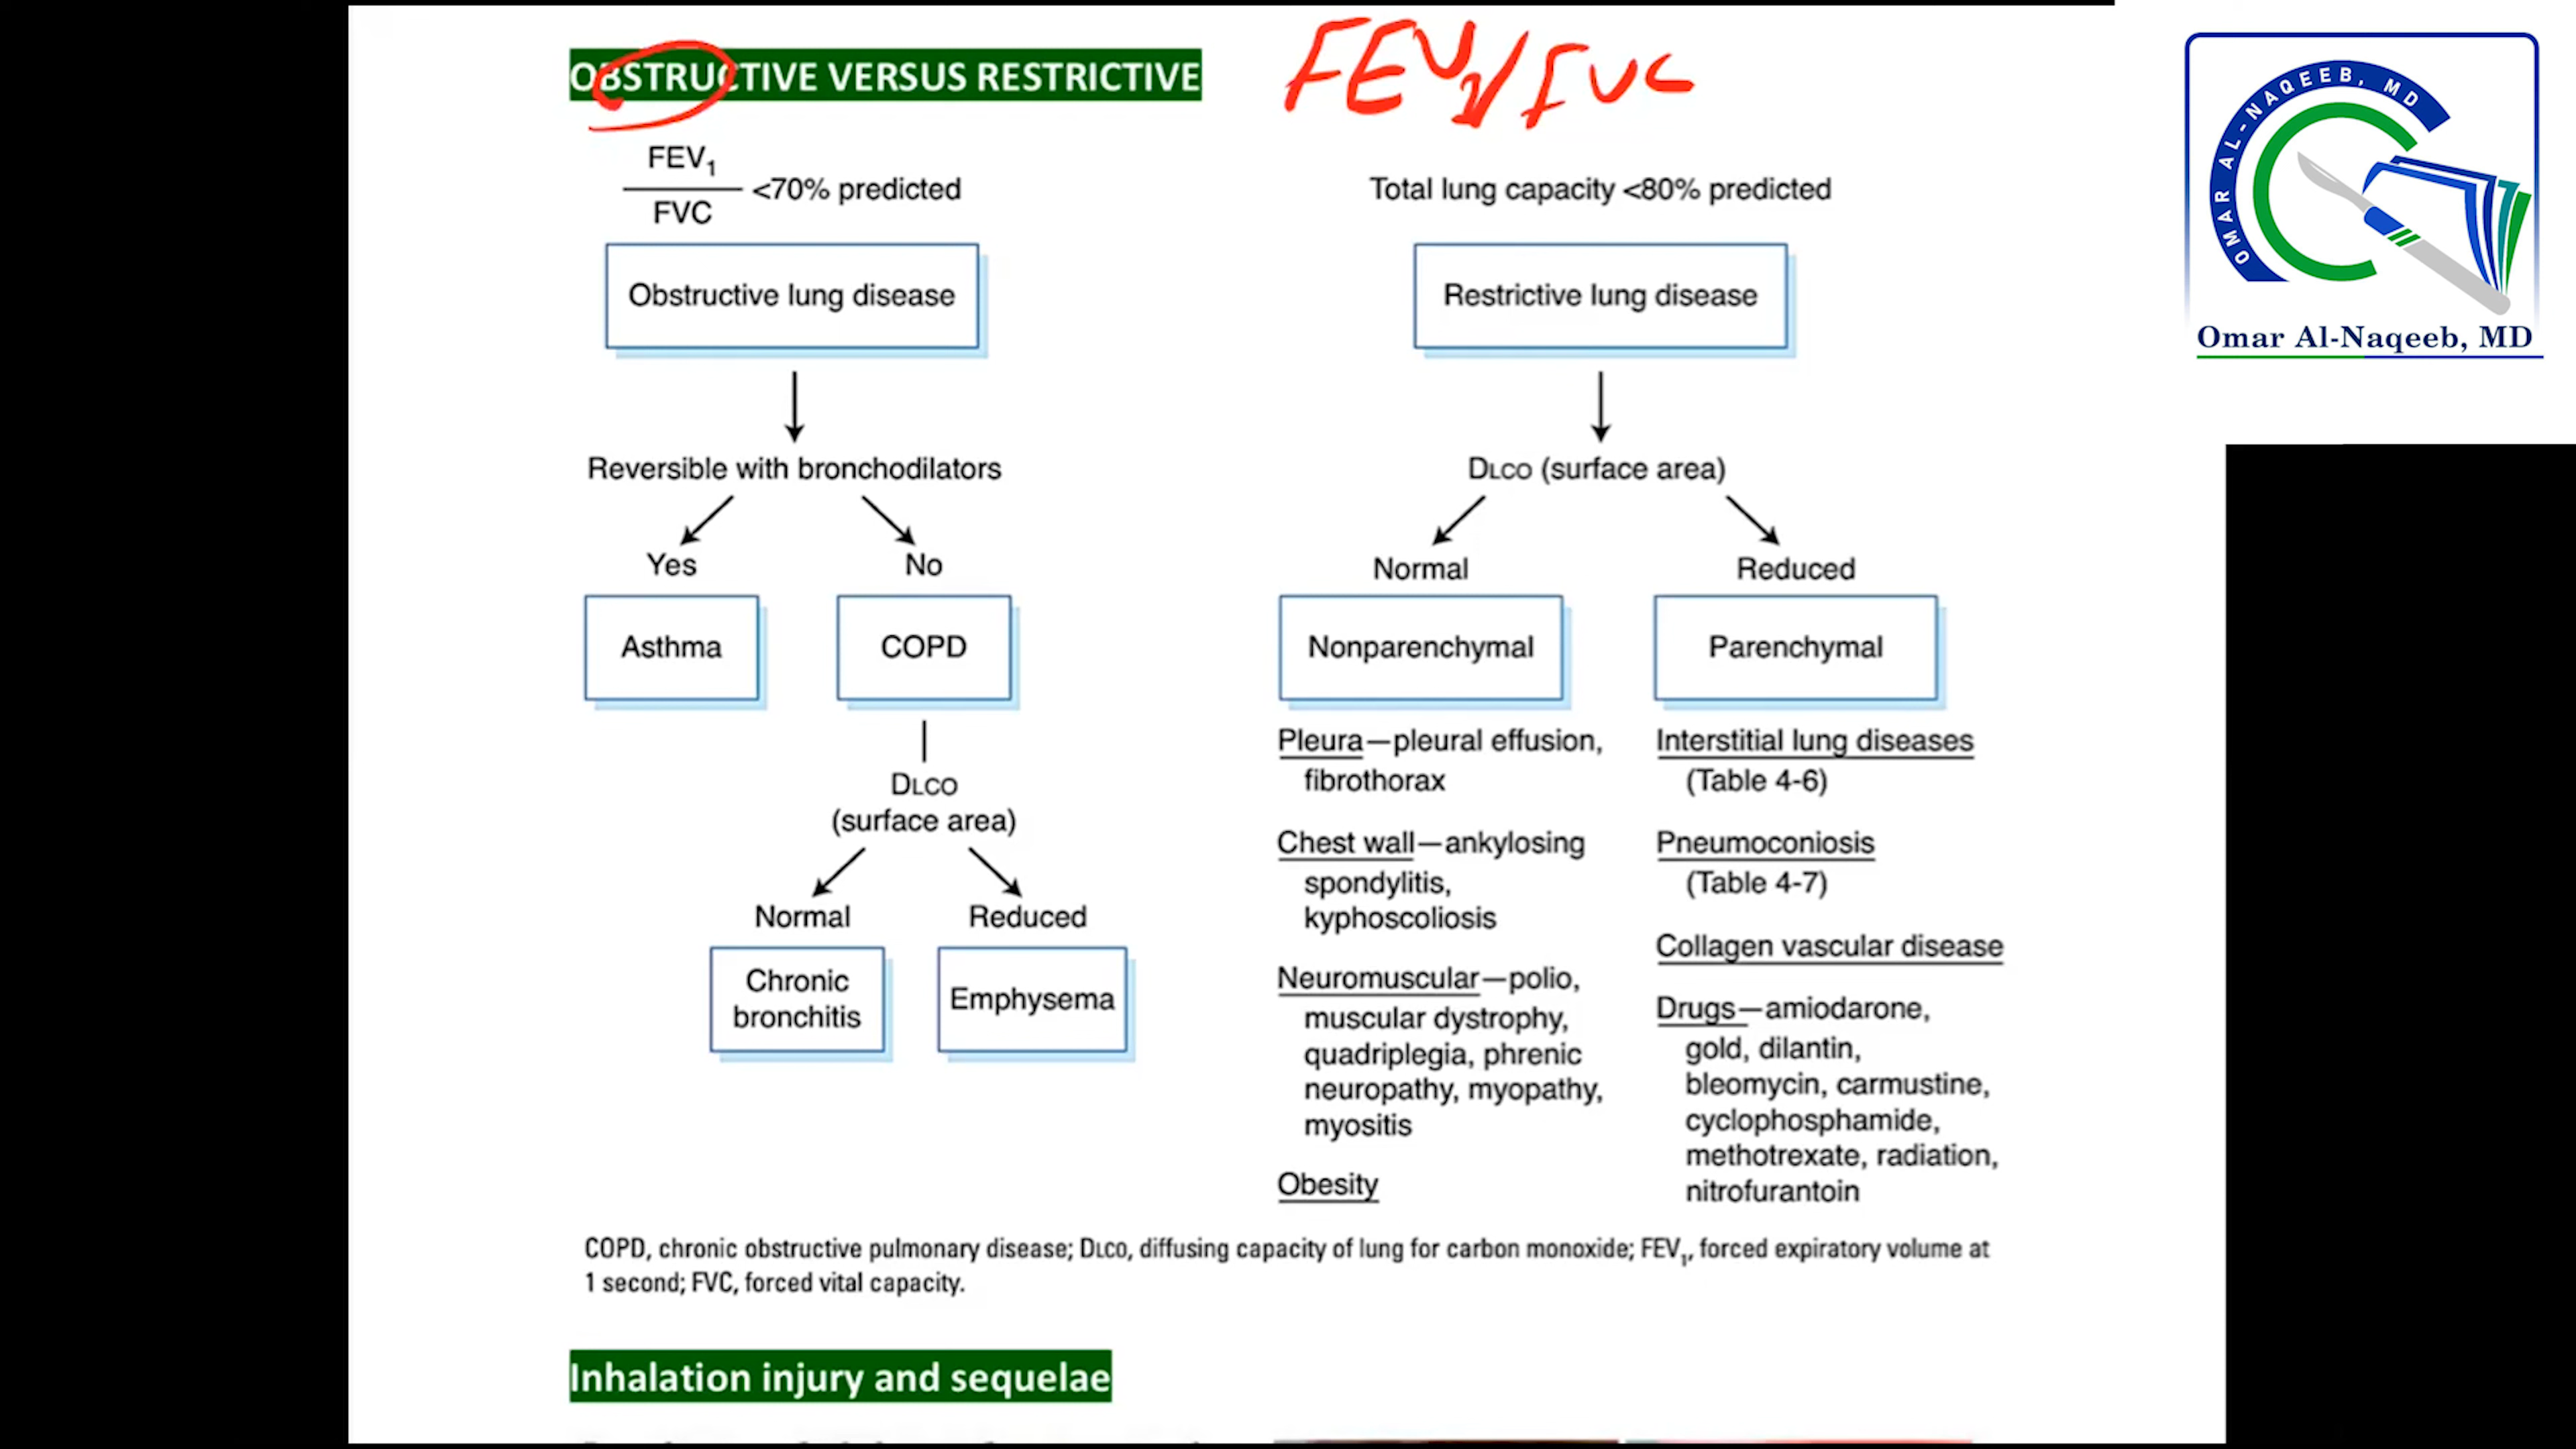 OBSTRUCTIVE VERSUS RESTRICTIVE
FEV1/FVC
FEV1
FVC
<70% predicted
Obstructive lung disease
Reversible with bronchodilators
Yes
No
Asthma
COPD
DLCO
(surface area)
Normal
Reduced
Chronic
bronchitis
Emphysema
Total lung capacity <80% predicted
Restrictive lung disease
DLCO (surface area)
Normal
Reduced
Nonparenchymal
Parenchymal
Pleura—pleural effusion,
fibrothorax
Chest wall—ankylosing
spondylitis,
kyphoscoliosis
Neuromuscular—polio,
muscular dystrophy,
quadriplegia, phrenic
neuropathy, myopathy,
myositis
Obesity
Interstitial lung diseases
(Table 4-6)
Pneumoconiosis
(Table 4-7)
Collagen vascular disease
Drugs—amiodarone,
gold, dilantin,
bleomycin, carmustine,
cyclophosphamide,
methotrexate, radiation,
nitrofurantoin
COPD, chronic obstructive pulmonary disease; DLCO, diffusing capacity of lung for carbon monoxide; FEV1, forced expiratory volume at
1 second; FVC, forced vital capacity.
Inhalation injury and sequelae
OMAR AL-NAQEEB, MD
Omar Al-Naqeeb, MD